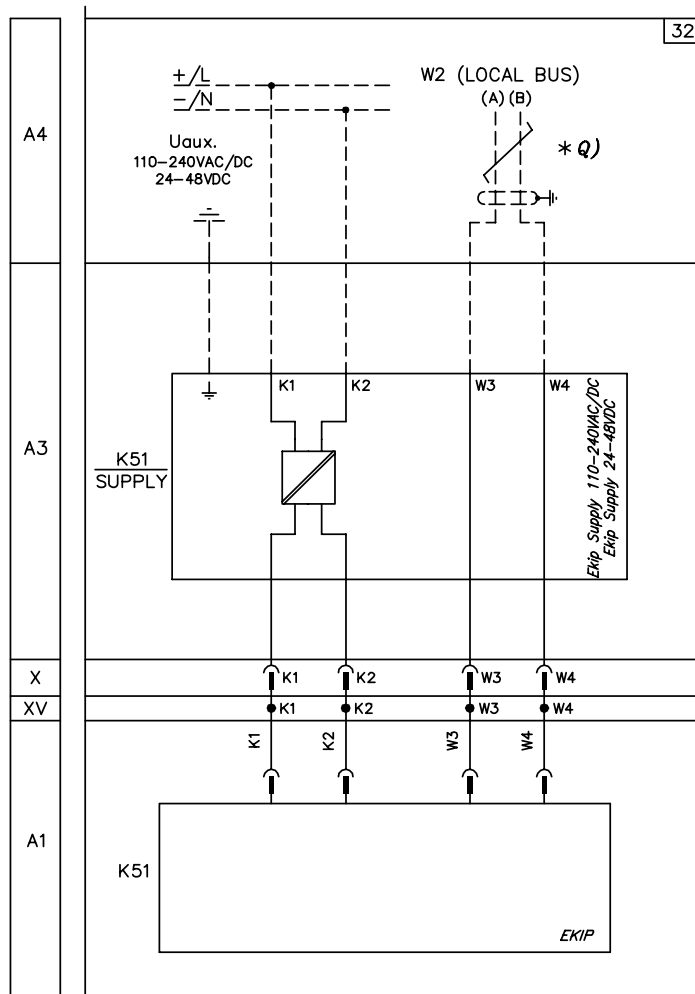 32
A4
+/L
-/N
W2 (LOCAL BUS)
(A) (B)
Uaux.
110-240VAC/DC
24-48VDC
* Q)
A3
K1
K2
W3
W4
K51
SUPPLY
Ekip Supply 110-240VAC/DC
Ekip Supply 24-48VDC
X
K1
K2
W3
W4
XV
K1
K2
W3
W4
K1
K2
W3
W4
A1
K51
EKIP